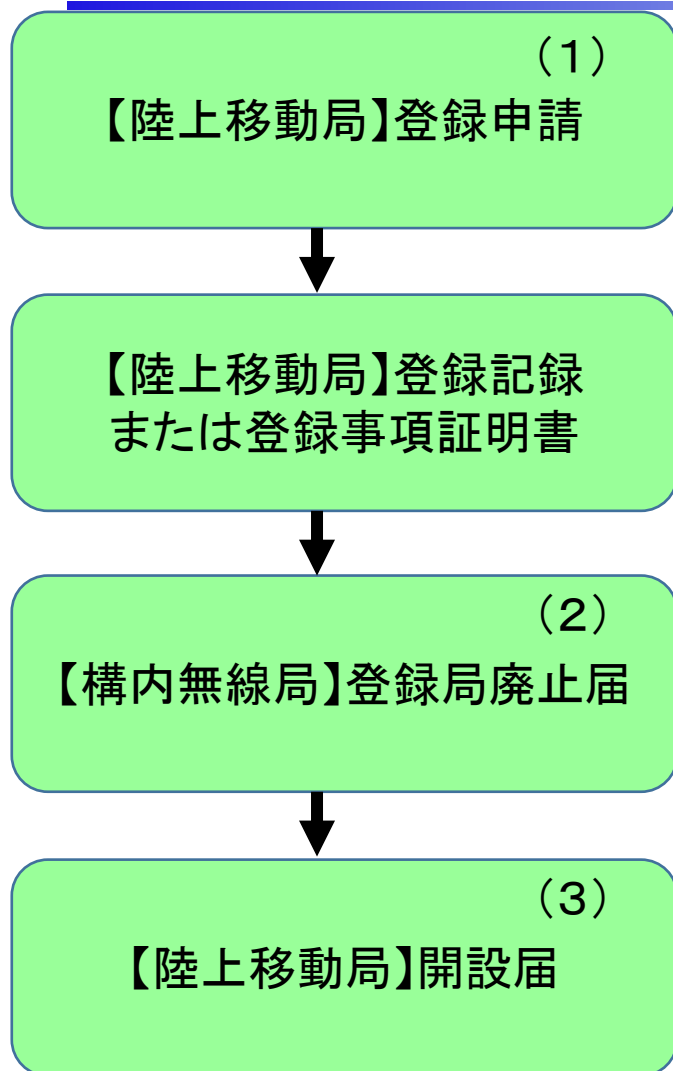 (1)
【陸上移動局】登録申請
【陸上移動局】登録記録
または登録事項証明書
(2)
【構内無線局】登録局廃止届
(3)
【陸上移動局】開設届